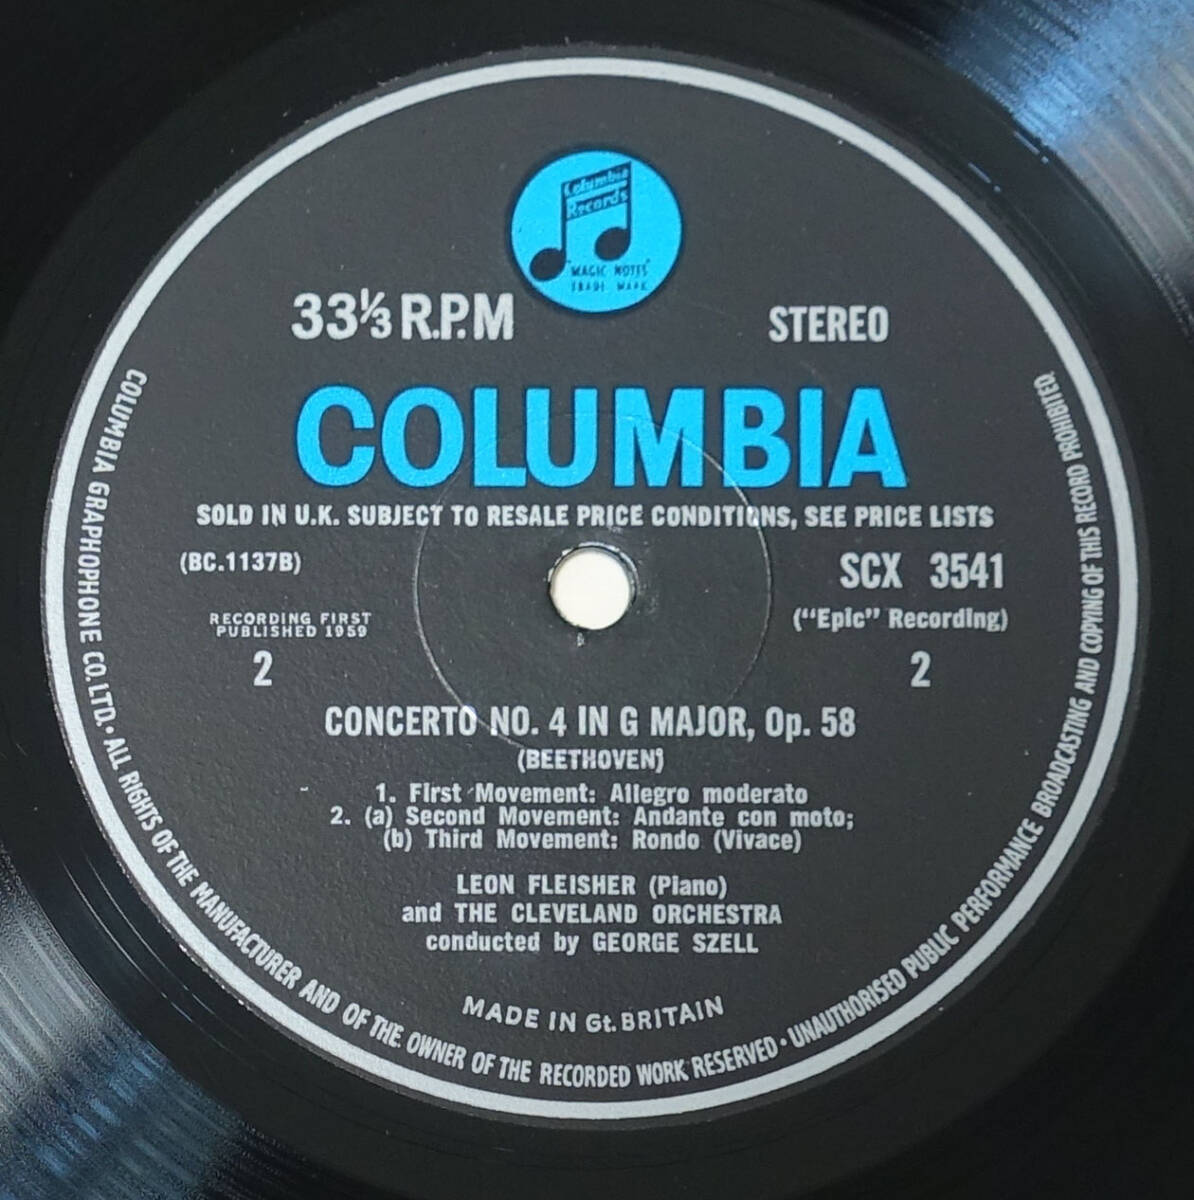 Columbia
Records
"MAGIC NOTES"
TRADE MARK
33⅓ R.P.M
STEREO
COLUMBIA
SOLD IN U.K. SUBJECT TO RESALE PRICE CONDITIONS, SEE PRICE LISTS
(BC.1137B)
SCX 3541
("Epic" Recording)
RECORDING FIRST
PUBLISHED 1959
2
2
CONCERTO NO. 4 IN G MAJOR, Op. 58
(BEETHOVEN)
1. First Movement: Allegro moderato
2. (a) Second Movement: Andante con moto;
(b) Third Movement: Rondo (Vivace)
LEON FLEISHER (Piano)
and THE CLEVELAND ORCHESTRA
conducted by GEORGE SZELL
MADE IN Gt. BRITAIN
COLUMBIA GRAPHOPHONE CO. LTD. · ALL RIGHTS OF THE MANUFACTURER AND OF THE OWNER OF THE RECORDED WORK RESERVED · UNAUTHORISED PUBLIC PERFORMANCE BROADCASTING AND COPYING OF THIS RECORD PROHIBITED.